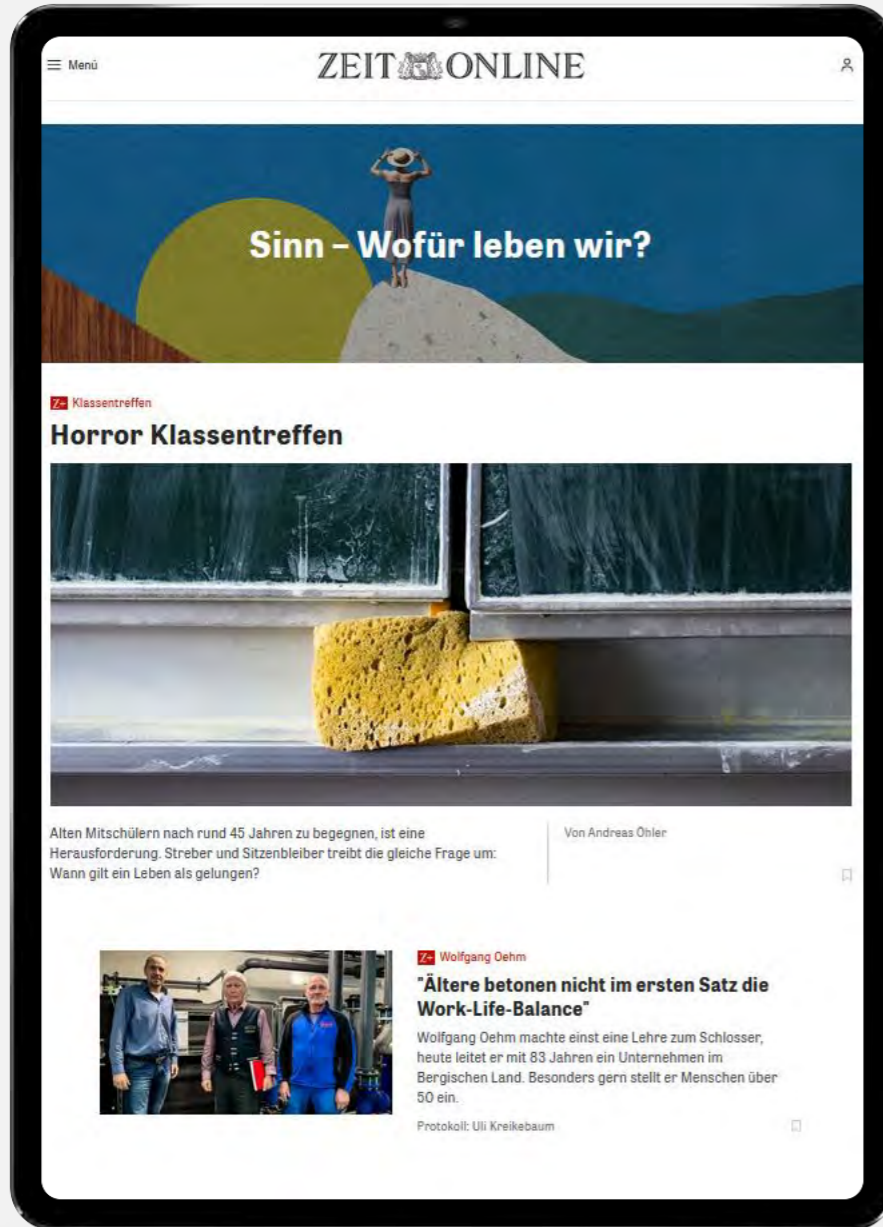 Menü
ZEIT ONLINE
Sinn – Wofür leben wir?
Z+ Klassentreffen
Horror Klassentreffen
Alten Mitschülern nach rund 45 Jahren zu begegnen, ist eine
Herausforderung. Streber und Sitzenbleiber treibt die gleiche Frage um:
Wann gilt ein Leben als gelungen?
Von Andreas Öhler
Z+ Wolfgang Oehm
"Ältere betonen nicht im ersten Satz die
Work-Life-Balance"
Wolfgang Oehm machte einst eine Lehre zum Schlosser,
heute leitet er mit 83 Jahren ein Unternehmen im
Bergischen Land. Besonders gern stellt er Menschen über
50 ein.
Protokoll: Uli Kreikebaum